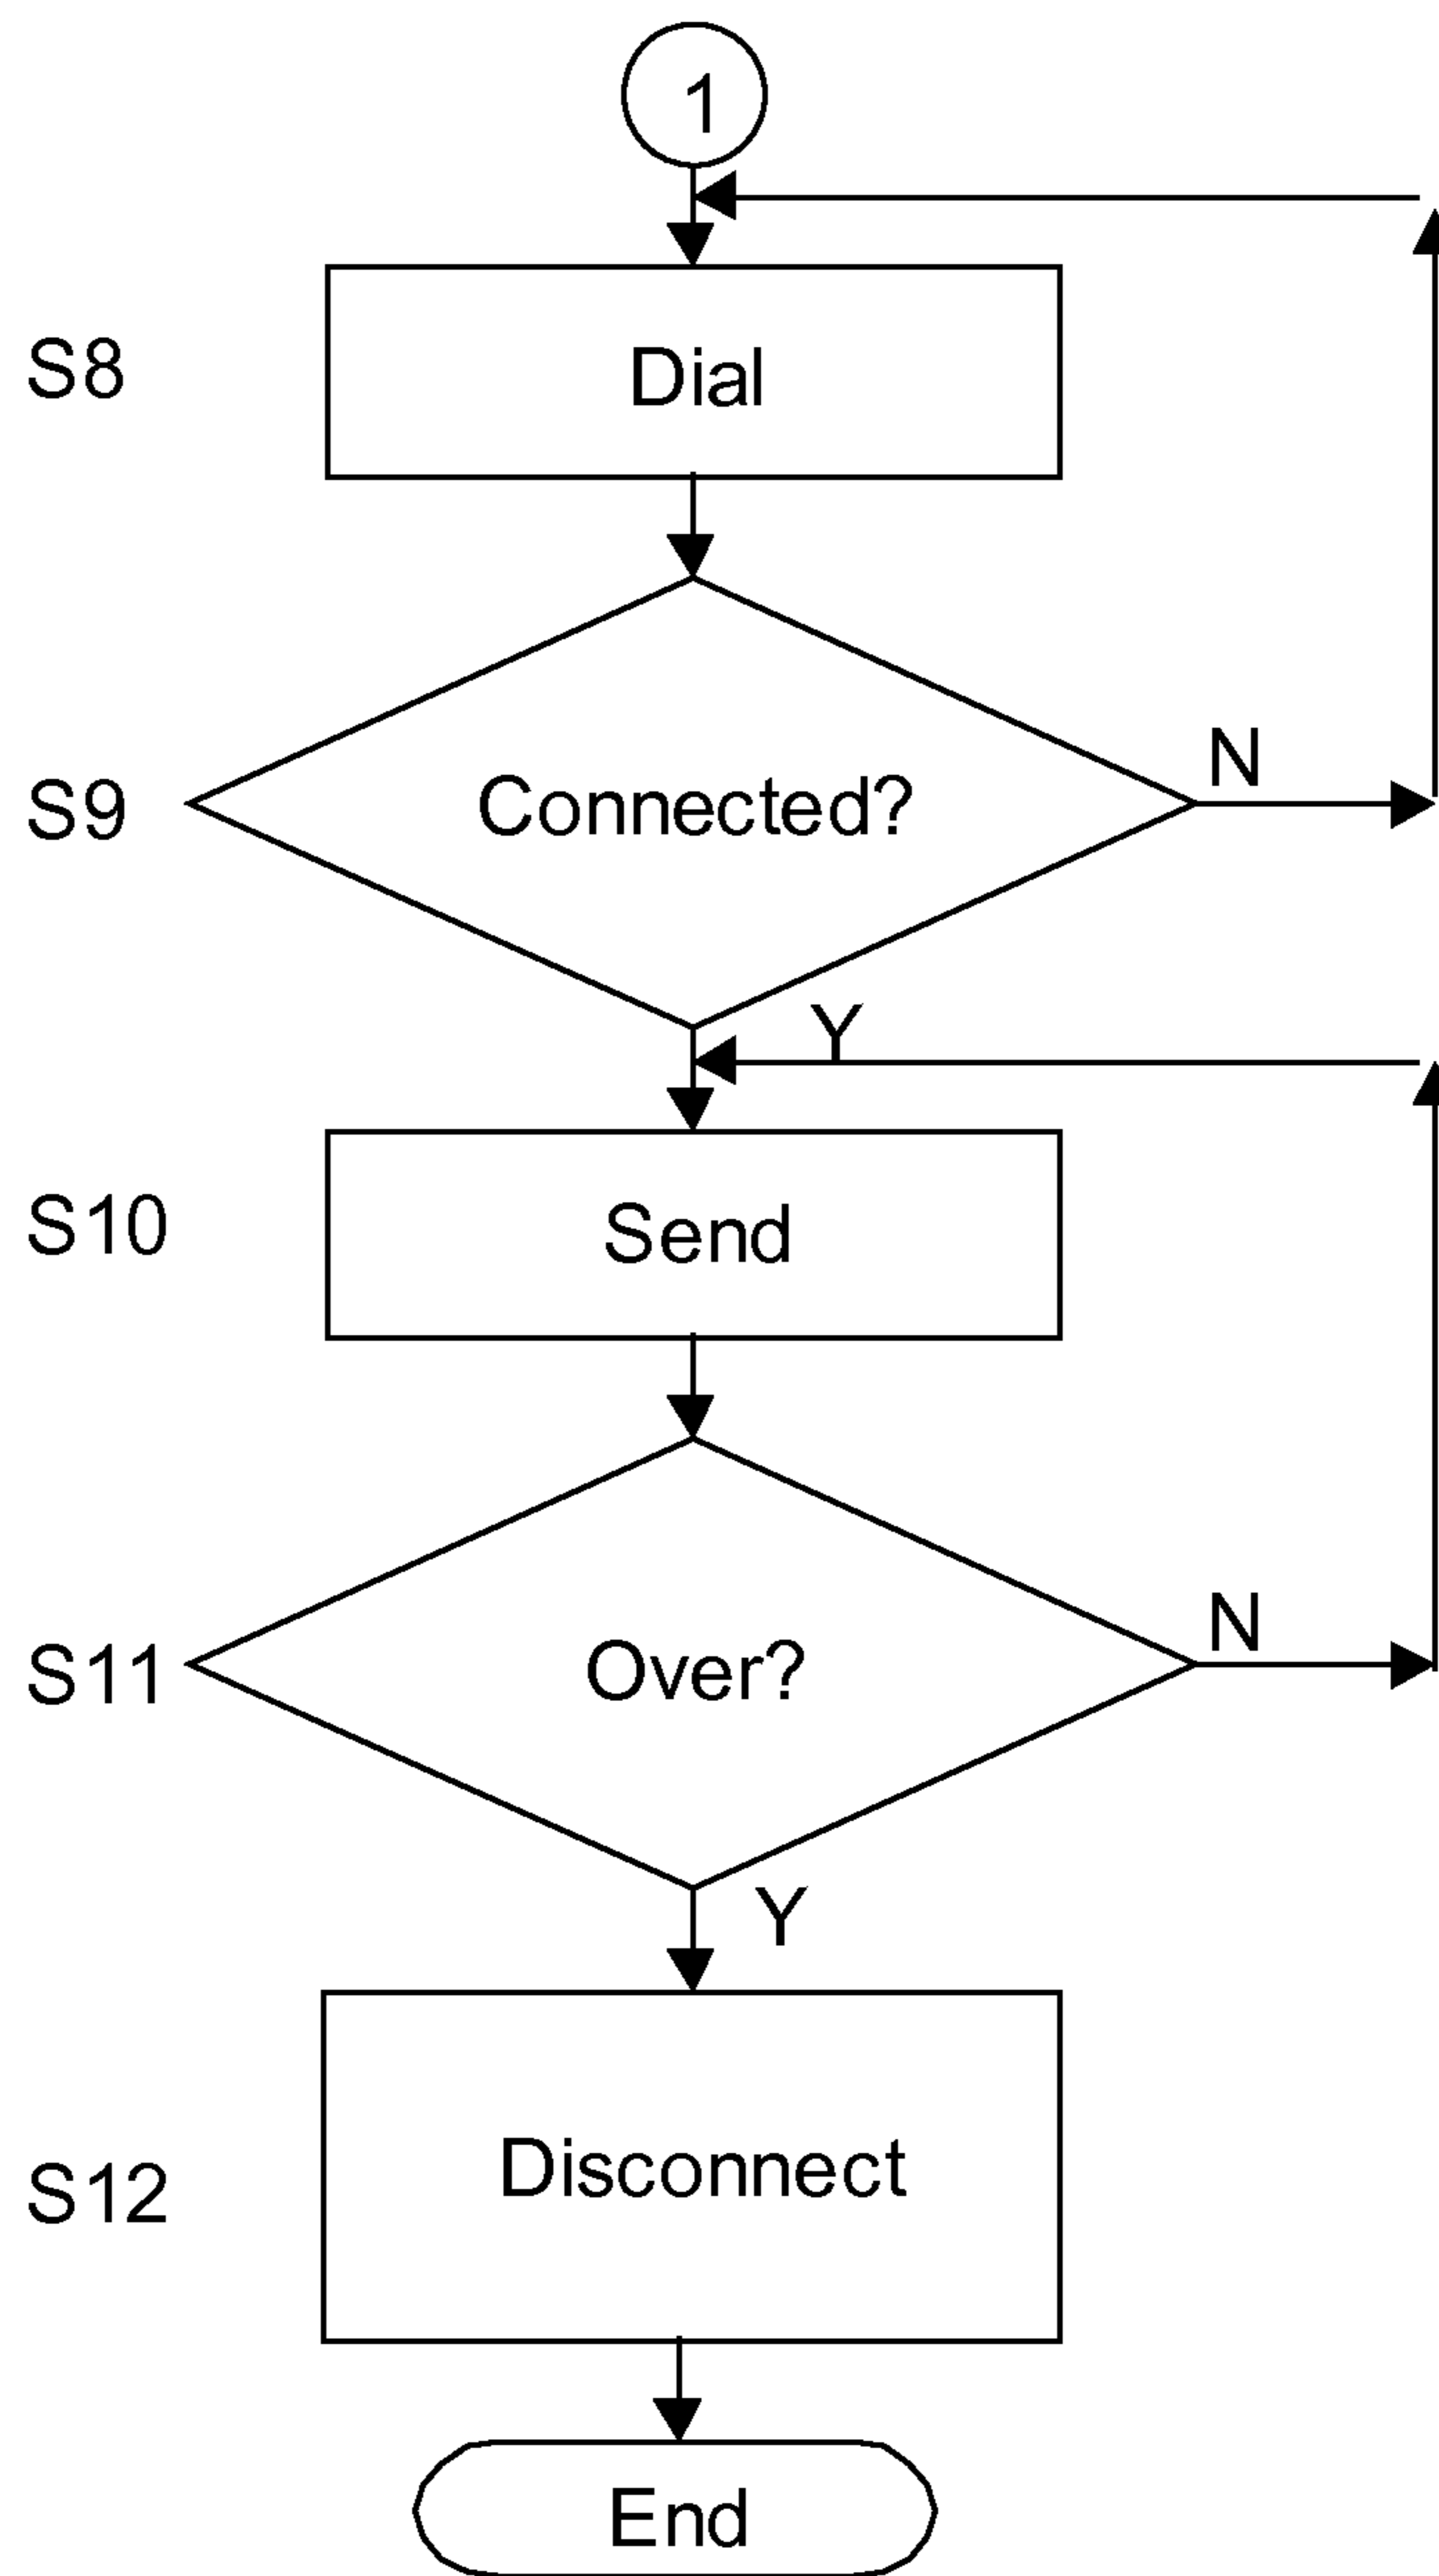 1
S8
Dial
S9
Connected?
N
Y
S10
Send
S11
Over?
N
Y
S12
Disconnect
End